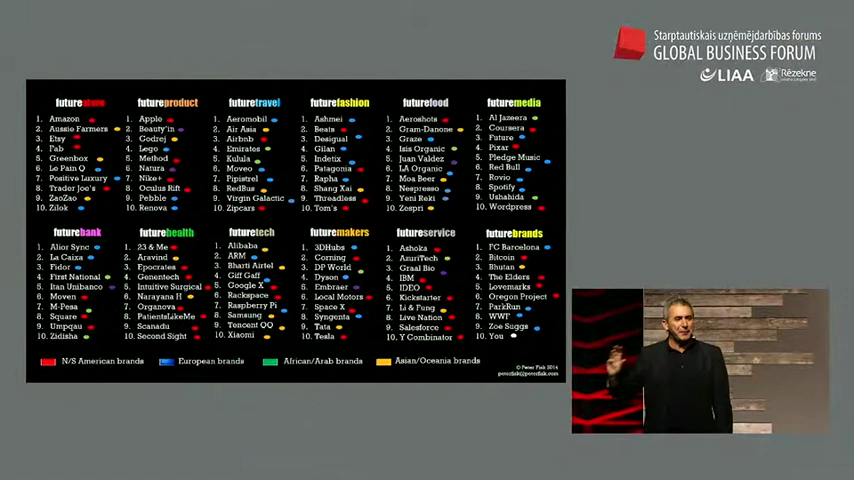 Starptautiskais uzņēmējdarbības forums
GLOBAL BUSINESS FORUM
LIAA Rēzekne
futurestore
1. Amazon
2. Aussie Farmers
3. Etsy
4. Fab
5. Greenbox
6. Le Pain Q
7. Positive Luxury
8. Trader Joe's
9. ZaoZao
10. Zilok
futureproduct
1. Apple
2. Beauty'in
3. Godrej
4. Lego
5. Method
6. Natura
7. Nike+
8. Oculus Rift
9. Pebble
10. Renova
futuretravel
1. Aeromobil
2. Air Asia
3. Airbnb
4. Emirates
5. Kulula
6. Moveo
7. Pipistrel
8. RedBus
9. Virgin Galactic
10. Zipcars
futurefashion
1. Ashmei
2. Beats
3. Desigual
4. Gilan
5. Indetix
6. Patagonia
7. Rapha
8. Shang Xai
9. Threadless
10. Tom's
futurefood
1. Aeroshots
2. Gram-Danone
3. Graze
4. Isis Organic
5. Juan Valdez
6. LA Organic
7. Moa Beer
8. Nespresso
9. Yeni Reki
10. Zespri
futuremedia
1. Al Jazeera
2. Coursera
3. Future
4. Pixar
5. Pledge Music
6. Red Bull
7. Rovio
8. Spotify
9. Ushahida
10. Wordpress
futurebank
1. Alior Sync
2. La Caixa
3. Fidor
4. First National
5. Itau Unibanco
6. Moven
7. M-Pesa
8. Square
9. Umpqau
10. Zidisha
futurehealth
1. 23 & Me
2. Aravind
3. Epocrates
4. Genentech
5. Intuitive Surgical
6. Narayana H
7. Organova
8. PatientsLikeMe
9. Scanadu
10. Second Sight
futuretech
1. Alibaba
2. ARM
3. Bharti Airtel
4. Giff Gaff
5. Google X
6. Rackspace
7. Raspberry Pi
8. Samsung
9. Tencent QQ
10. Xiaomi
futuremakers
1. 3DHubs
2. Corning
3. DP World
4. Dyson
5. Embraer
6. Local Motors
7. Space X
8. Syngenta
9. Tata
10. Tesla
futureservice
1. Ashoka
2. AzuriTech
3. Graal Bio
4. IBM
5. IDEO
6. Kickstarter
7. Li & Fung
8. Live Nation
9. Salesforce
10. Y Combinator
futurebrands
1. FC Barcelona
2. Bitcoin
3. Bhutan
4. The Elders
5. Lovemarks
6. Oregon Project
7. ParkRun
8. WWF
9. Zoe Suggs
10. You
N/S American brands
European brands
African/Arab brands
Asian/Oceania brands
© Peter Fisk 2014
peterfisk@peterfisk.com